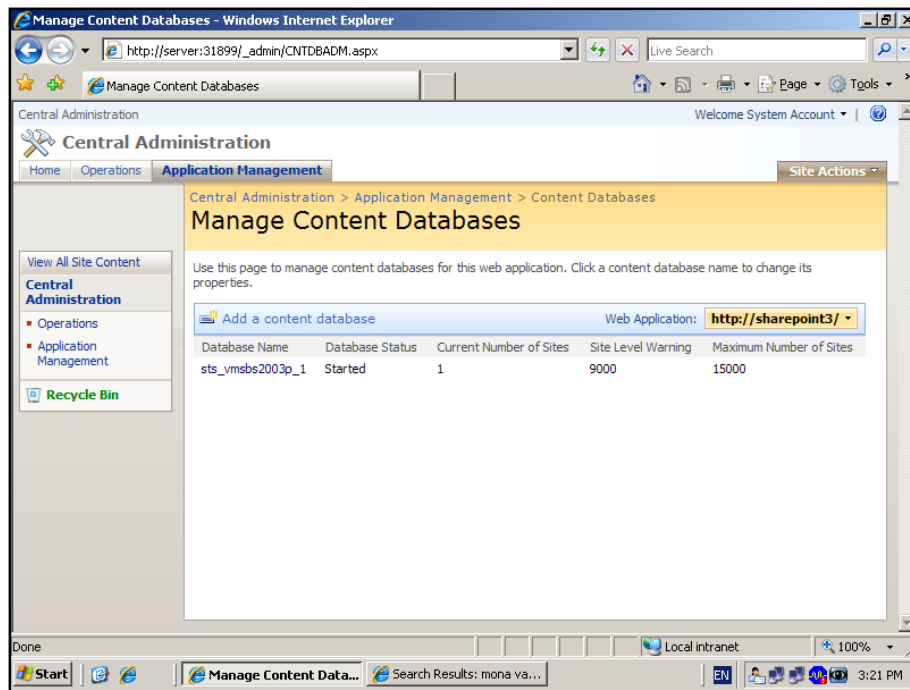 Manage Content Databases - Windows Internet Explorer
http://server:31899/_admin/CNTDBADM.aspx
Live Search
Manage Content Databases
Page
Tools
Central Administration
Welcome System Account
Central Administration
Home Operations Application Management
Site Actions
Central Administration > Application Management > Content Databases
Manage Content Databases
View All Site Content
Central
Administration
Operations
Application
Management
Recycle Bin
Use this page to manage content databases for this web application. Click a content database name to change its
properties.
Add a content database
Web Application: http://sharepoint3/
Database Name Database Status Current Number of Sites Site Level Warning Maximum Number of Sites
sts_vmsbs2003p_1 Started 1 9000 15000
Done
Local intranet
100%
Start
Manage Content Data...
Search Results: mona va...
EN
3:21 PM